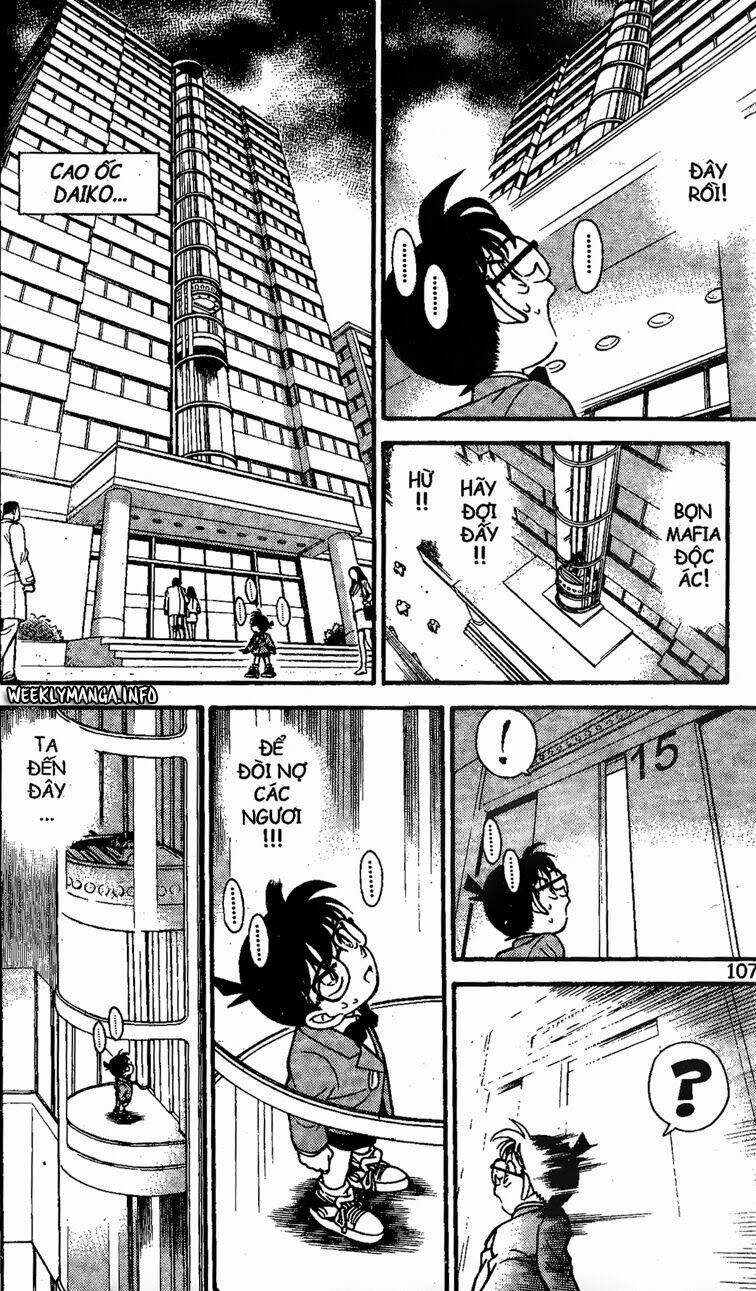 CAO ỐC
DAIKO...
ĐÂY
RỒI!
HỪ
!!
HÃY
ĐỢI
ĐẤY
!!
BỌN
MAFIA
ĐỘC
ÁC!
WEEKLYMANGA.INFO
TA
ĐẾN
ĐÂY
...
ĐỂ
ĐÒI NỢ
CÁC
NGƯƠI
!!!
!
15
107
?